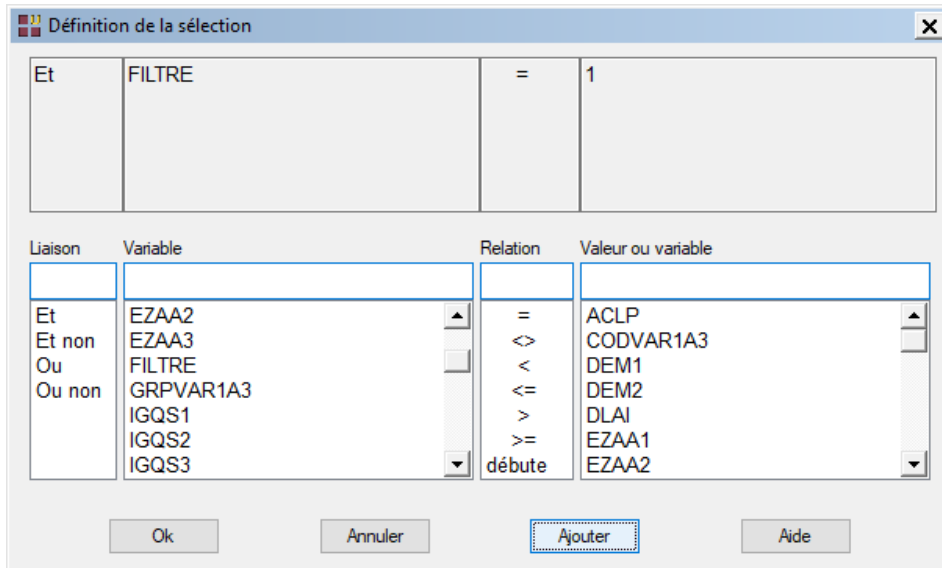 Définition de la sélection
Et FILTRE = 1
Liaison Variable Relation Valeur ou variable
Et EZAA2 = ACLP
Et non EZAA3 <> CODVAR1A3
Ou FILTRE < DEM1
Ou non GRPVAR1A3 <= DEM2
IGQS1 > DLAI
IGQS2 >= EZAA1
IGQS3 débute EZAA2
Ok Annuler Ajouter Aide